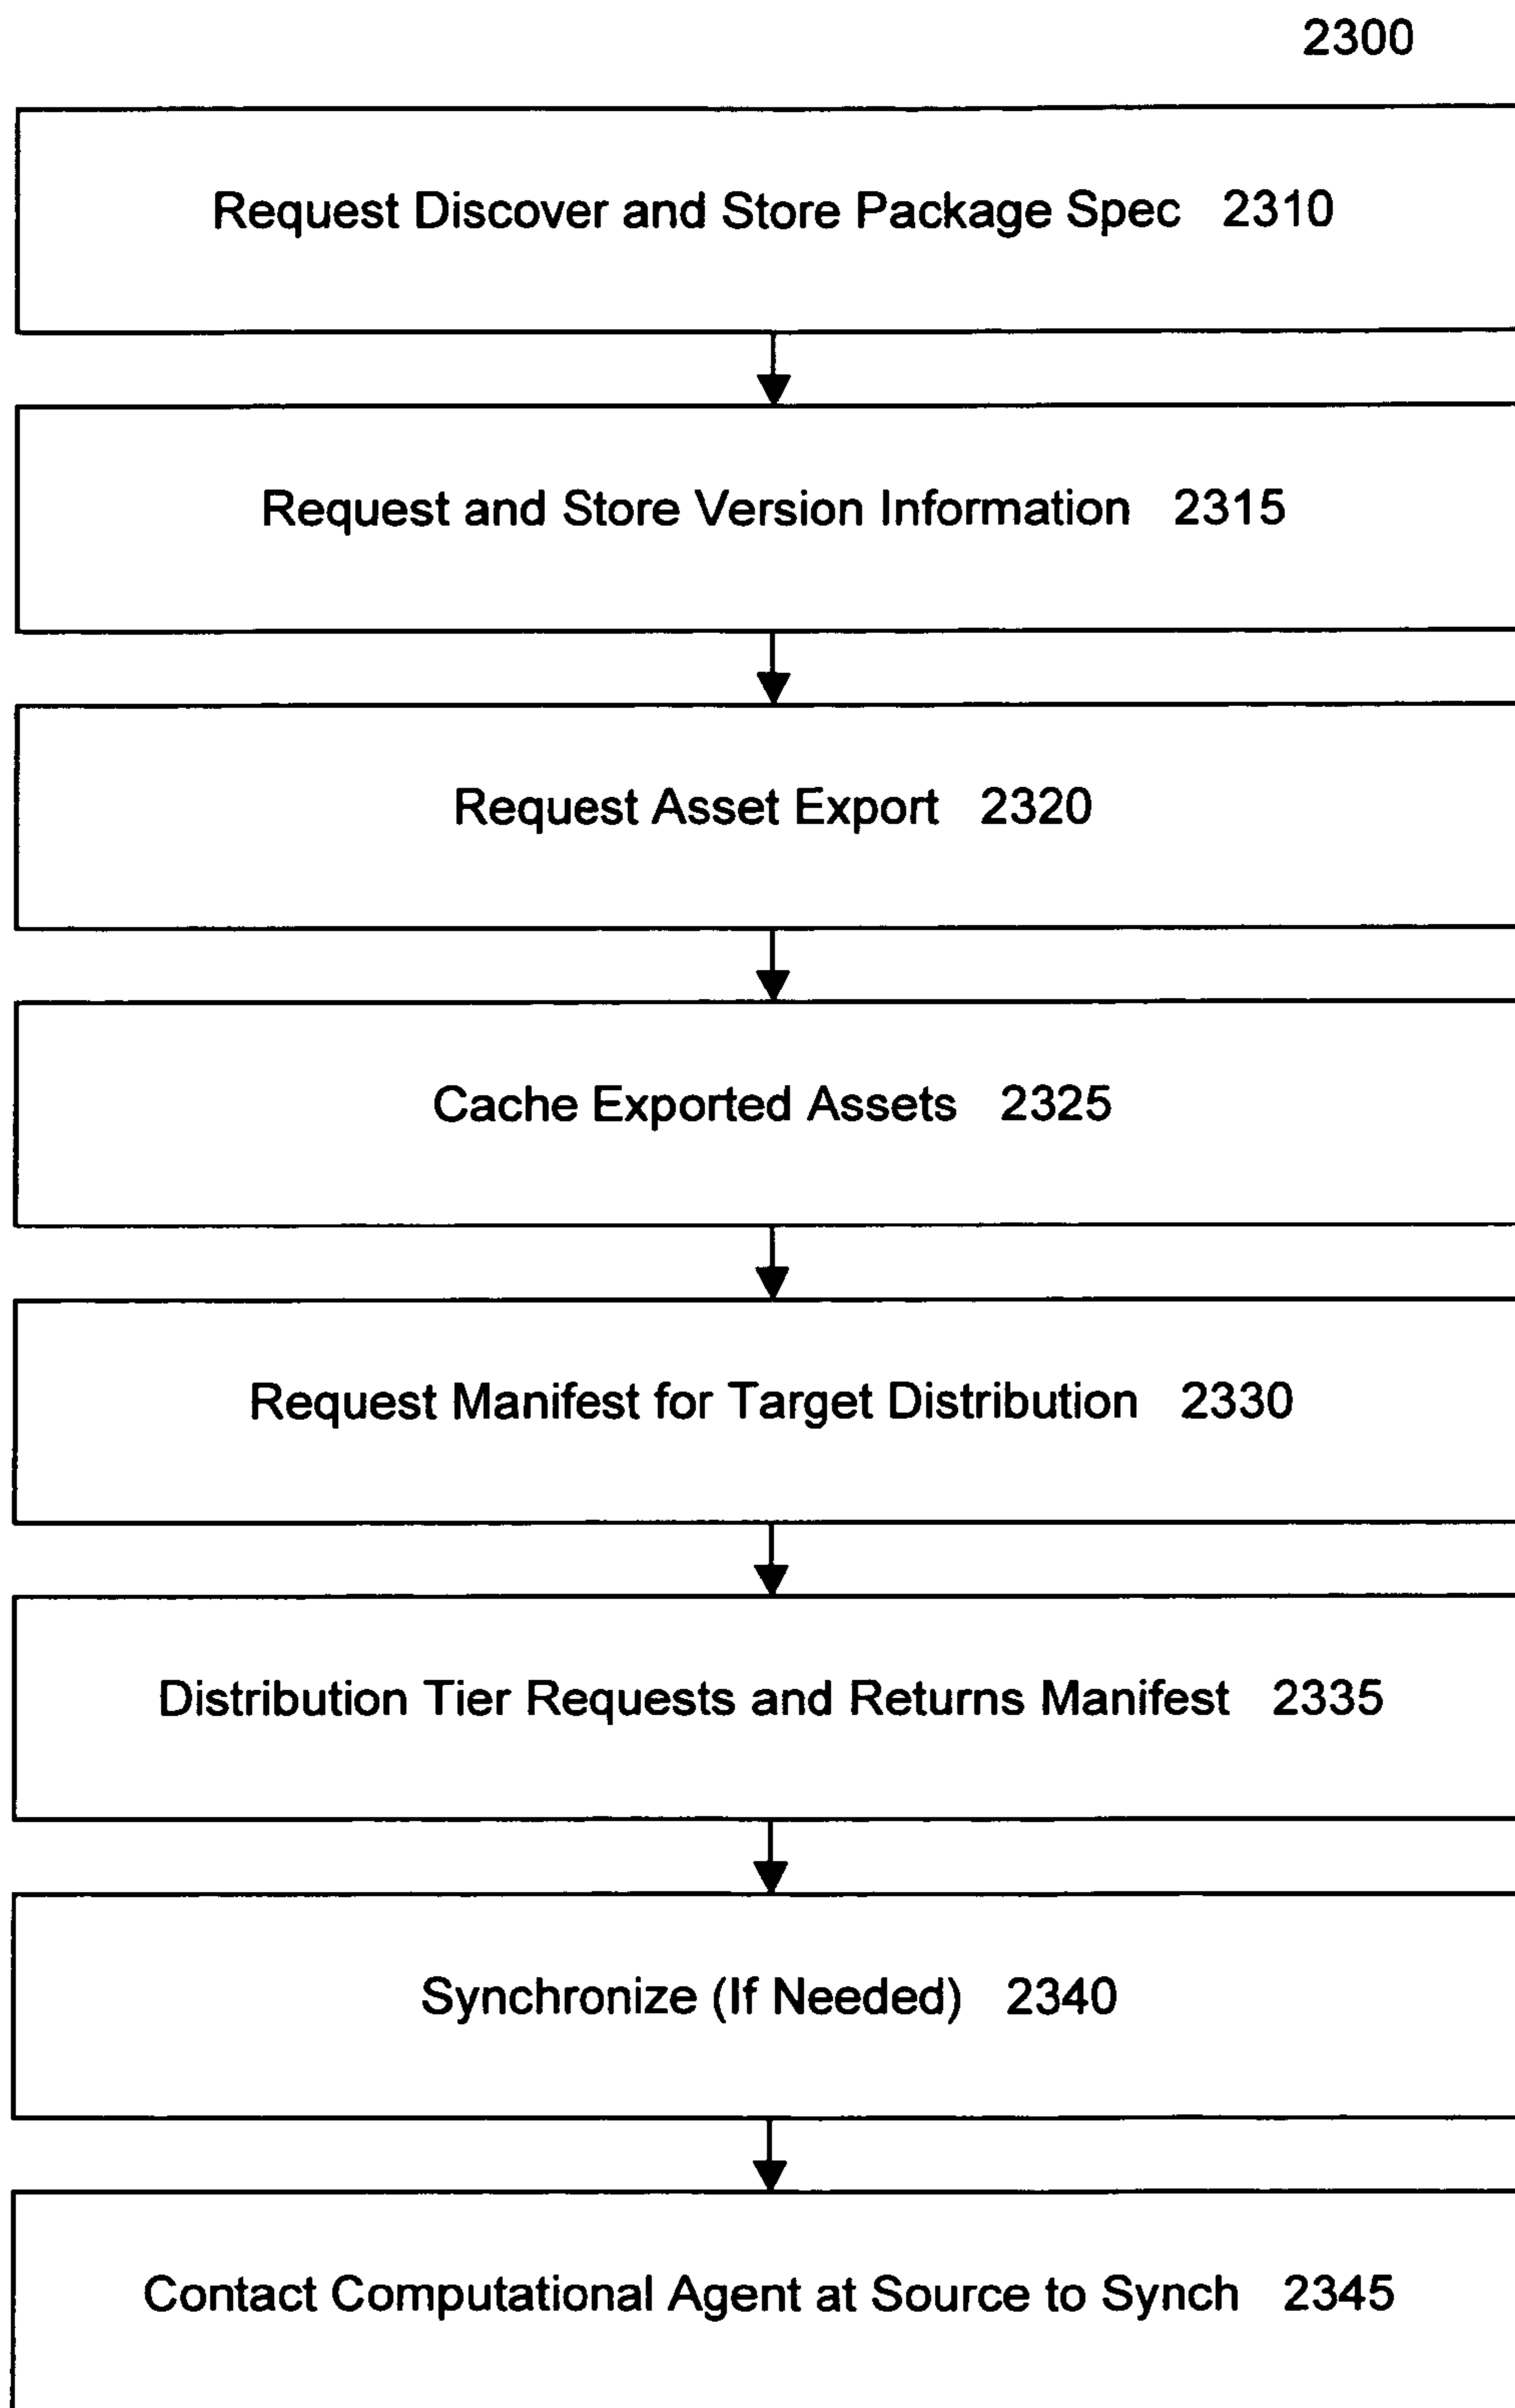 2300
Request Discover and Store Package Spec 2310
Request and Store Version Information 2315
Request Asset Export 2320
Cache Exported Assets 2325
Request Manifest for Target Distribution 2330
Distribution Tier Requests and Returns Manifest 2335
Synchronize (If Needed) 2340
Contact Computational Agent at Source to Synch 2345